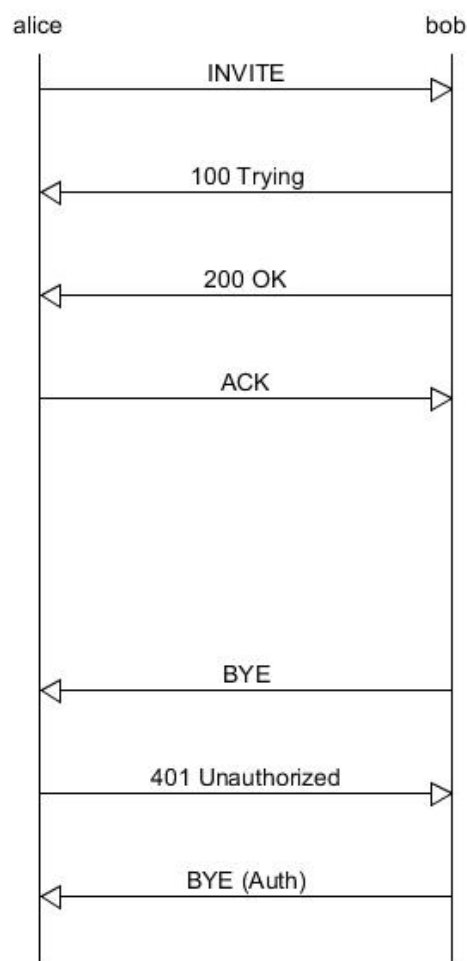 alice bob
INVITE
100 Trying
200 OK
ACK
BYE
401 Unauthorized
BYE (Auth)